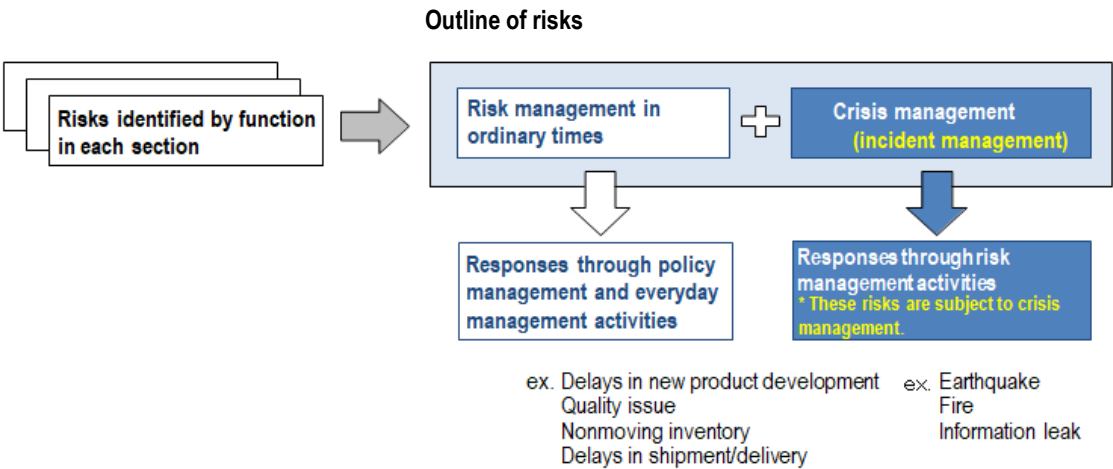 Outline of risks
Risks identified by function
in each section
Risk management in
ordinary times
Crisis management
(incident management)
Responses through policy
management and everyday
management activities
Responses through risk
management activities
* These risks are subject to crisis
management.
ex. Delays in new product development
Quality issue
Nonmoving inventory
Delays in shipment/delivery
ex. Earthquake
Fire
Information leak